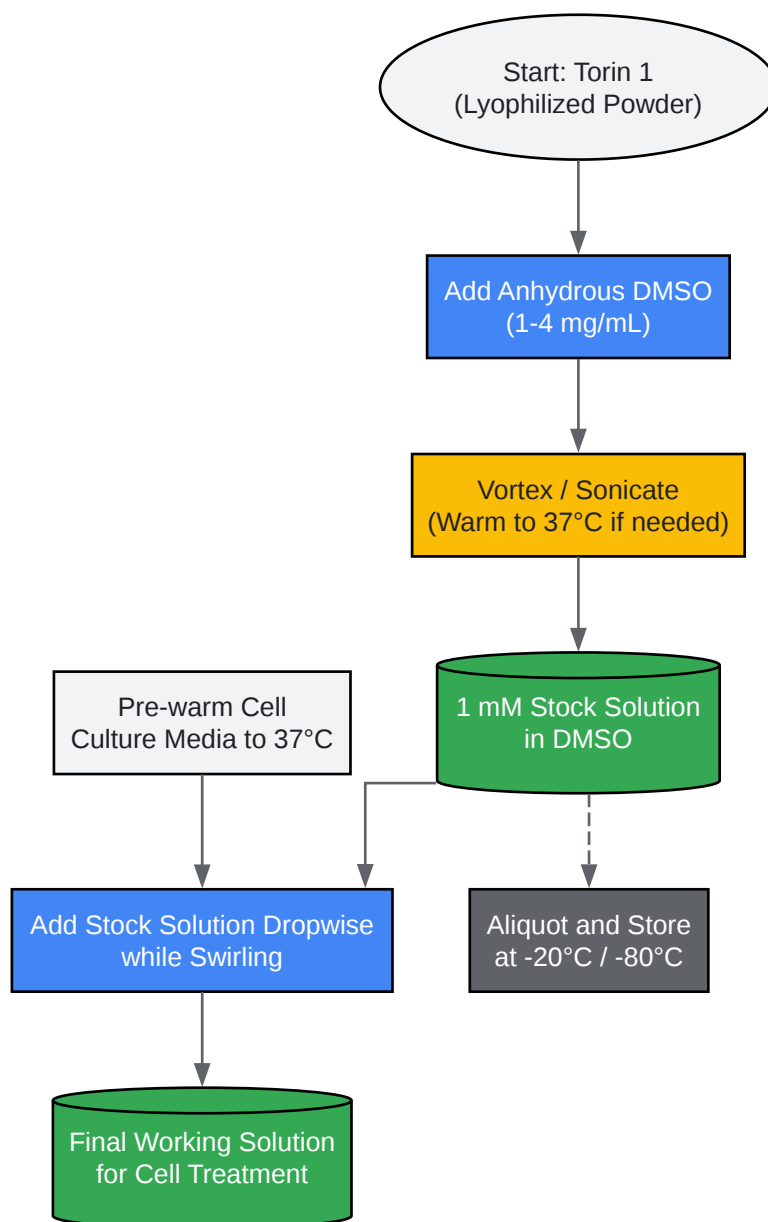 Start: Torin 1
(Lyophilized Powder)
Add Anhydrous DMSO
(1-4 mg/mL)
Vortex / Sonicate
(Warm to 37°C if needed)
1 mM Stock Solution
in DMSO
Pre-warm Cell
Culture Media to 37°C
Add Stock Solution Dropwise
while Swirling
Aliquot and Store
at -20°C / -80°C
Final Working Solution
for Cell Treatment